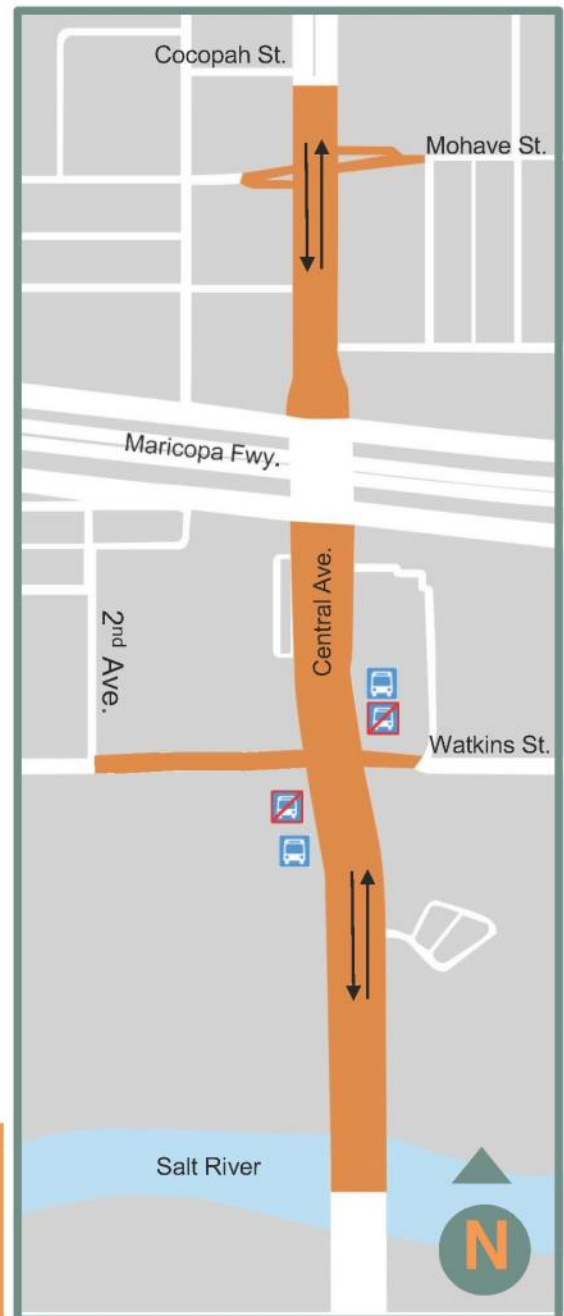 Cocopah St.
Mohave St.
Maricopa Fwy.
Central Ave.
2nd Ave.
Watkins St.
Salt River
N